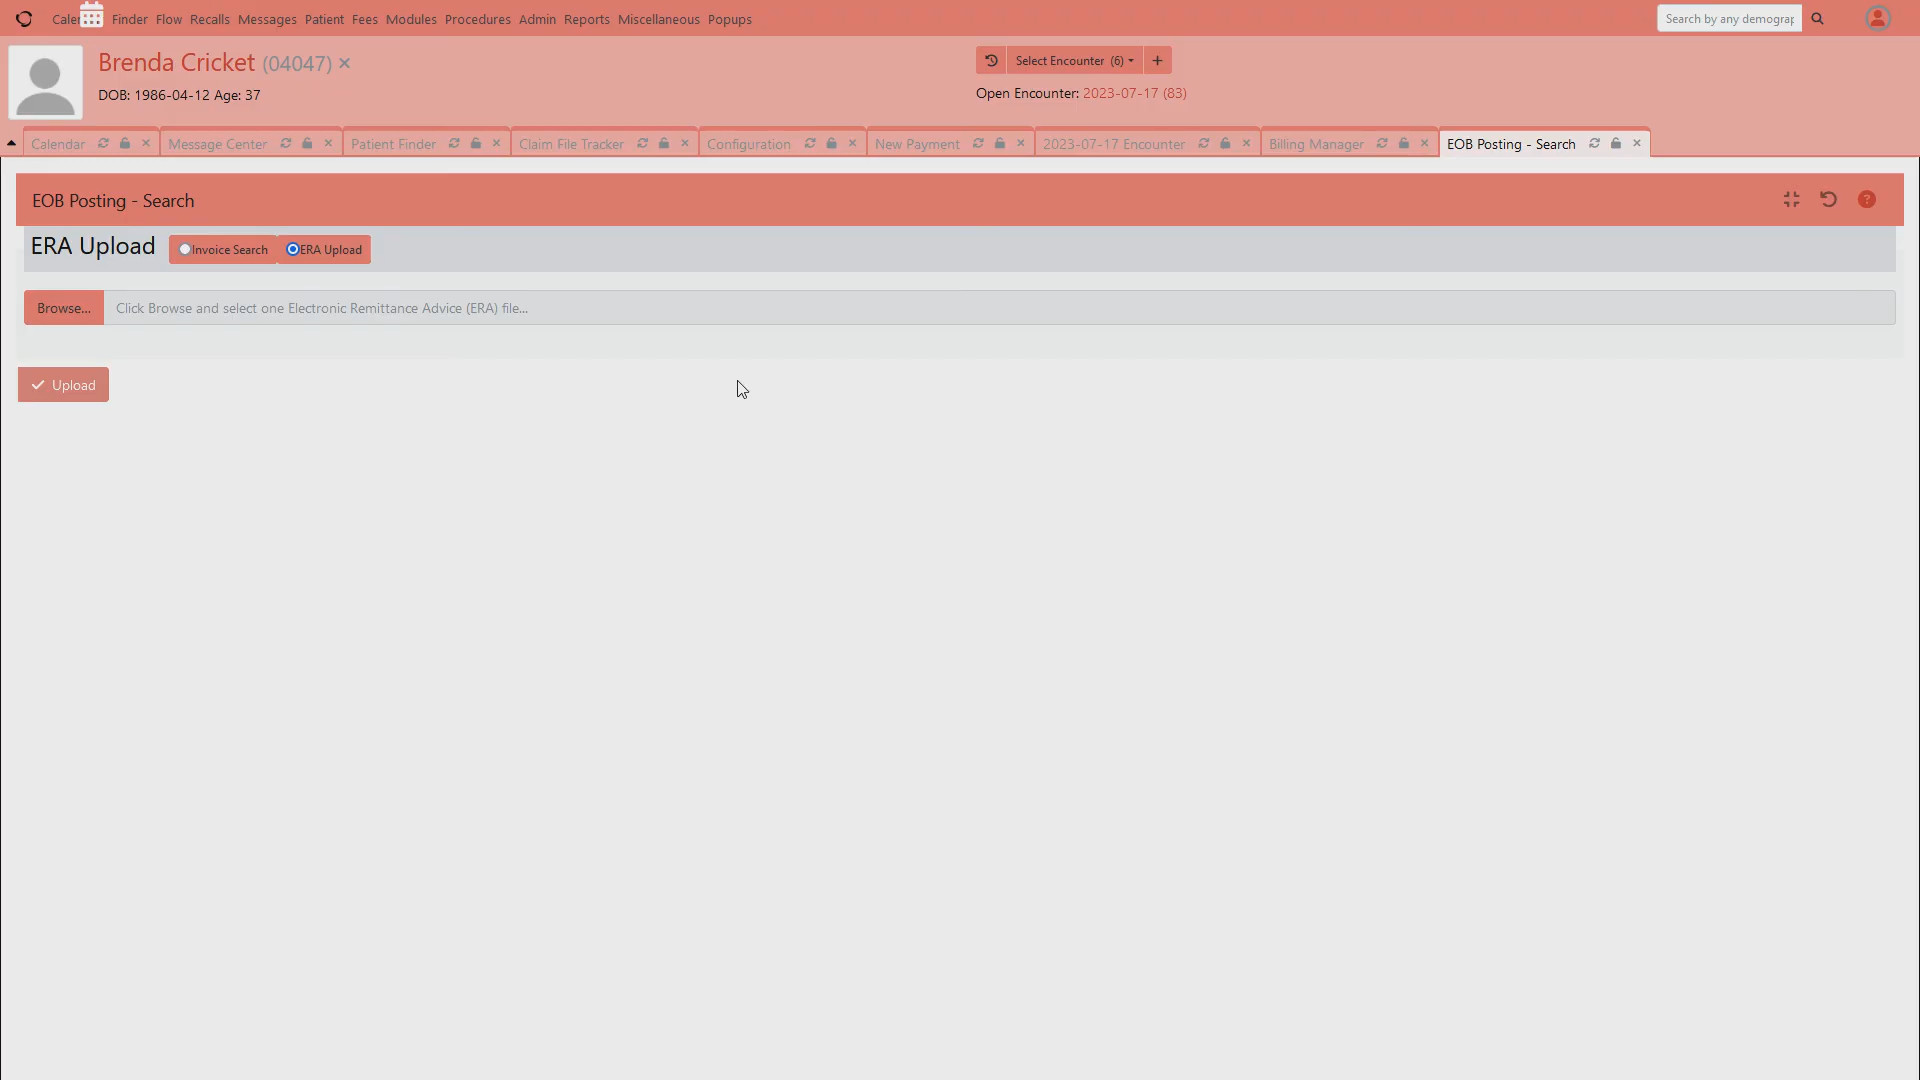 Calen Finder Flow Recalls Messages Patient Fees Modules Procedures Admin Reports Miscellaneous Popups Search by any demograp
Brenda Cricket (04047)
DOB: 1986-04-12 Age: 37
Select Encounter (6)
Open Encounter: 2023-07-17 (83)
Calendar Message Center Patient Finder Claim File Tracker Configuration New Payment 2023-07-17 Encounter Billing Manager EOB Posting - Search
EOB Posting - Search
ERA Upload Invoice Search ERA Upload
Browse... Click Browse and select one Electronic Remittance Advice (ERA) file...
Upload